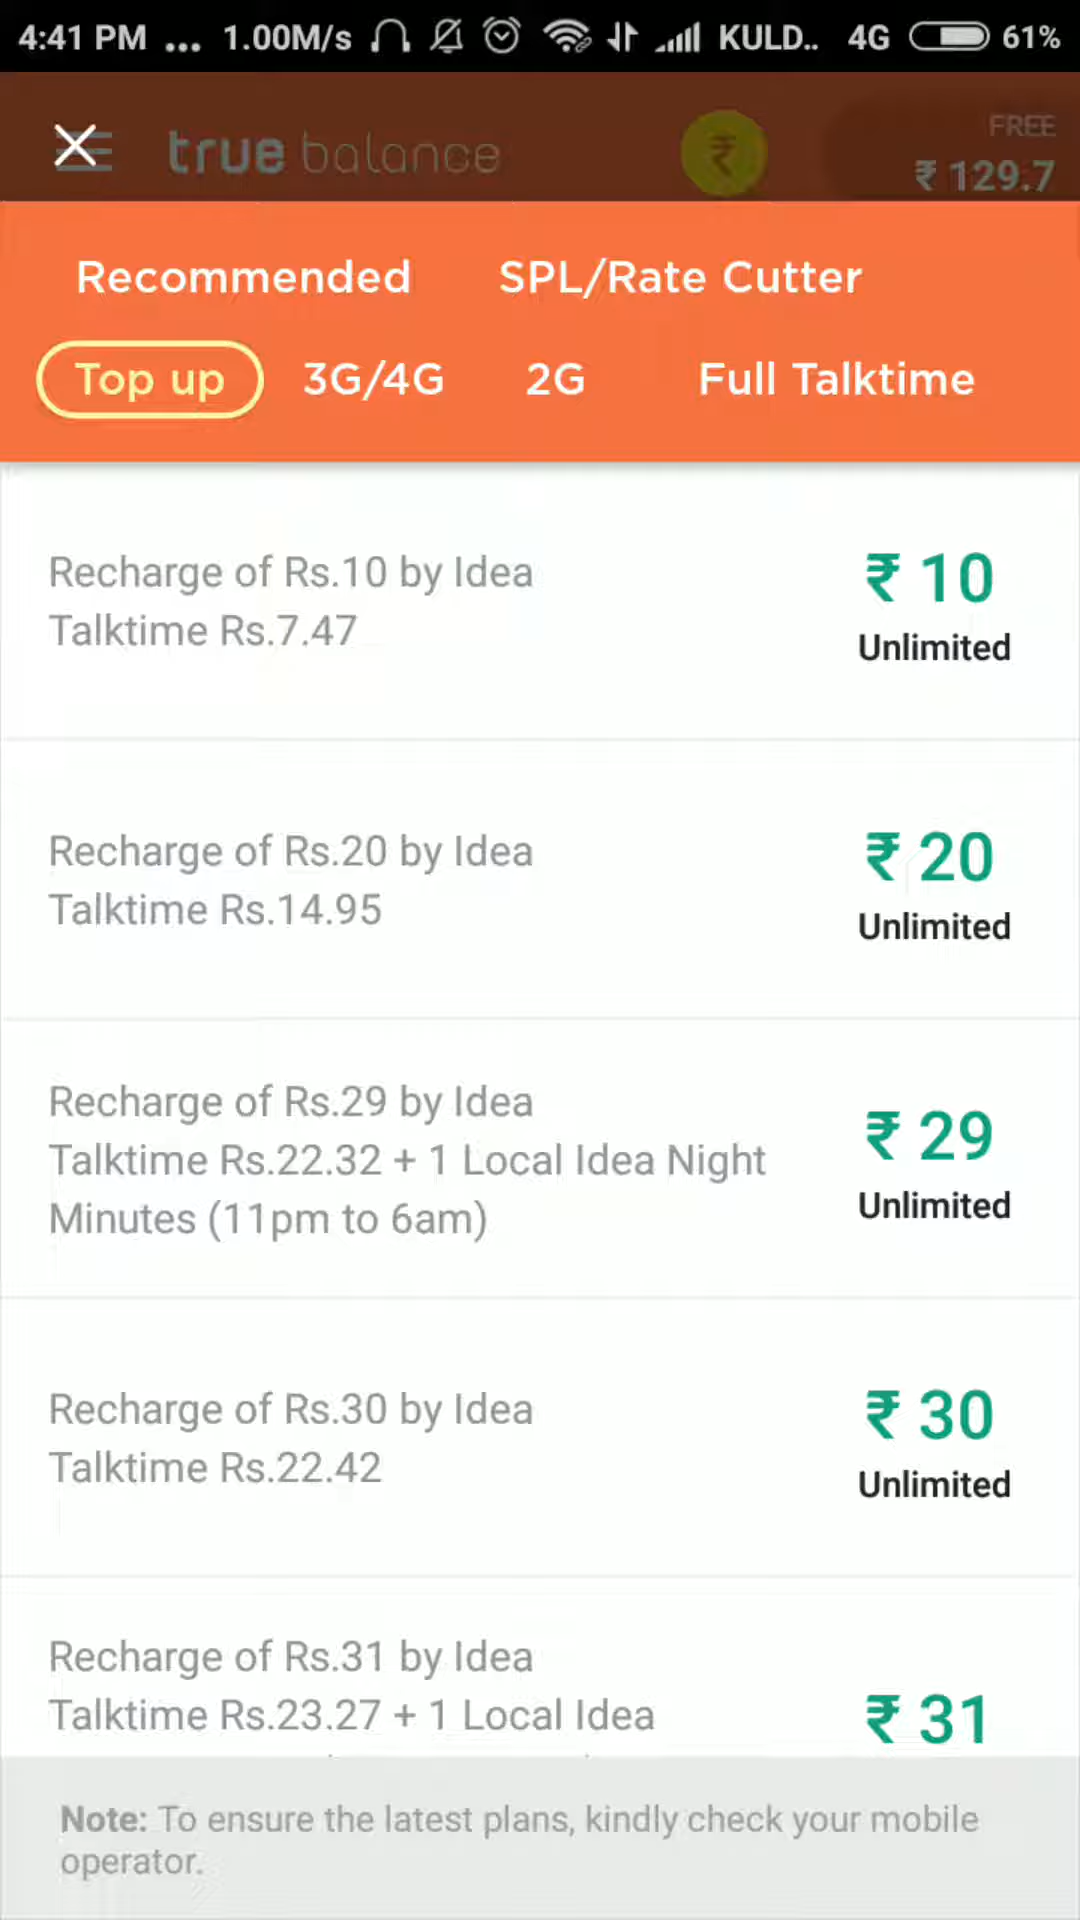 4:41 PM ... 1.00M/s KULD.. 4G 61%
true balance ₹ FREE
₹ 129.7
Recommended SPL/Rate Cutter
Top up 3G/4G 2G Full Talktime
Recharge of Rs.10 by Idea
Talktime Rs.7.47
₹ 10
Unlimited
Recharge of Rs.20 by Idea
Talktime Rs.14.95
₹ 20
Unlimited
Recharge of Rs.29 by Idea
Talktime Rs.22.32 + 1 Local Idea Night
Minutes (11pm to 6am)
₹ 29
Unlimited
Recharge of Rs.30 by Idea
Talktime Rs.22.42
₹ 30
Unlimited
Recharge of Rs.31 by Idea
Talktime Rs.23.27 + 1 Local Idea
₹ 31
Note: To ensure the latest plans, kindly check your mobile
operator.